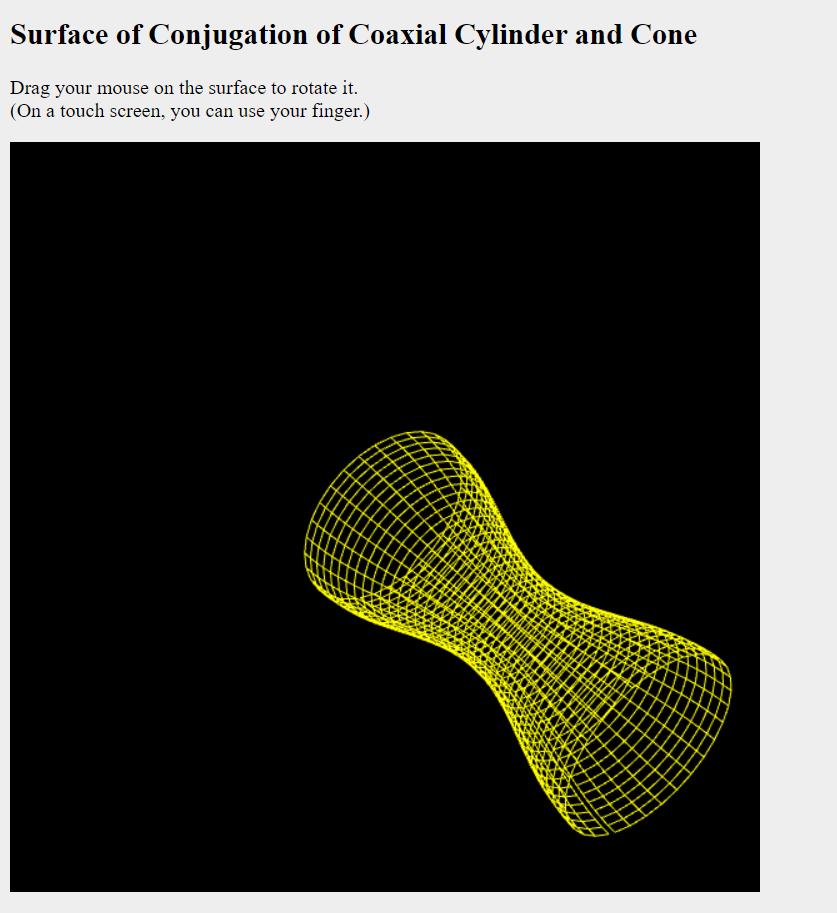 Surface of Conjugation of Coaxial Cylinder and Cone
Drag your mouse on the surface to rotate it.
(On a touch screen, you can use your finger.)